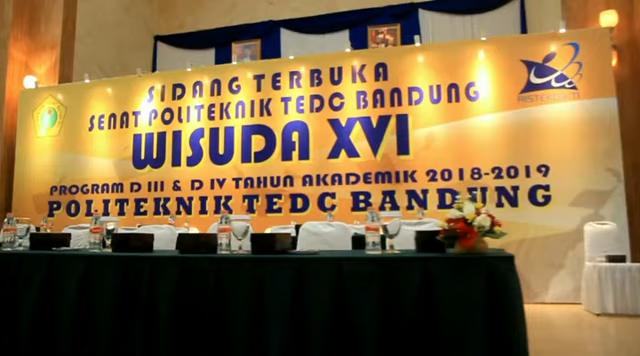 SIDANG TERBUKA
SENAT POLITEKNIK TEDC BANDUNG
WISUDA XVI
PROGRAM D III & D IV TAHUN AKADEMIK 2018-2019
POLITEKNIK TEDC BANDUNG